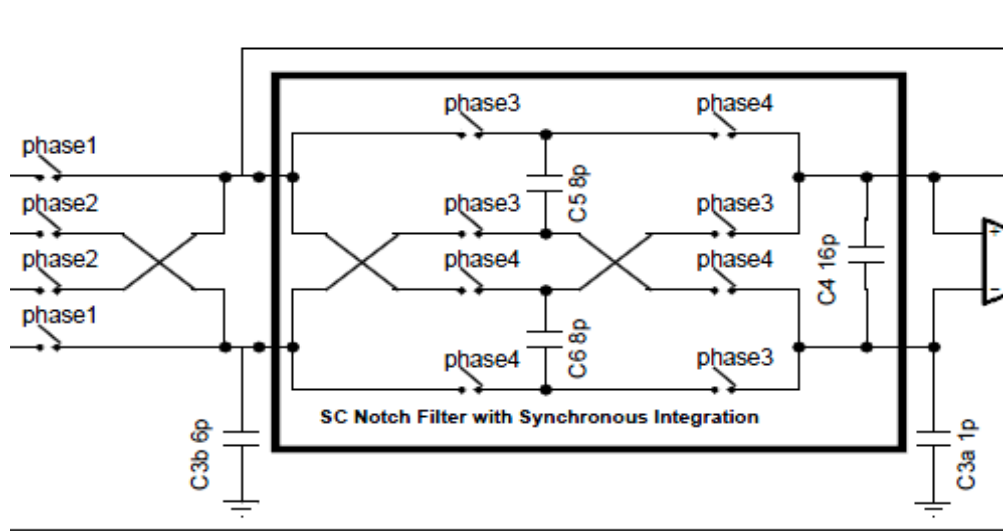 phase3
phase4
phase1
C5 8p
phase2
phase3
phase3
phase2
phase4
phase4
+
C4 16p
−
phase1
C6 8p
phase4
phase3
SC Notch Filter with Synchronous Integration
C3b 6p
C3a 1p